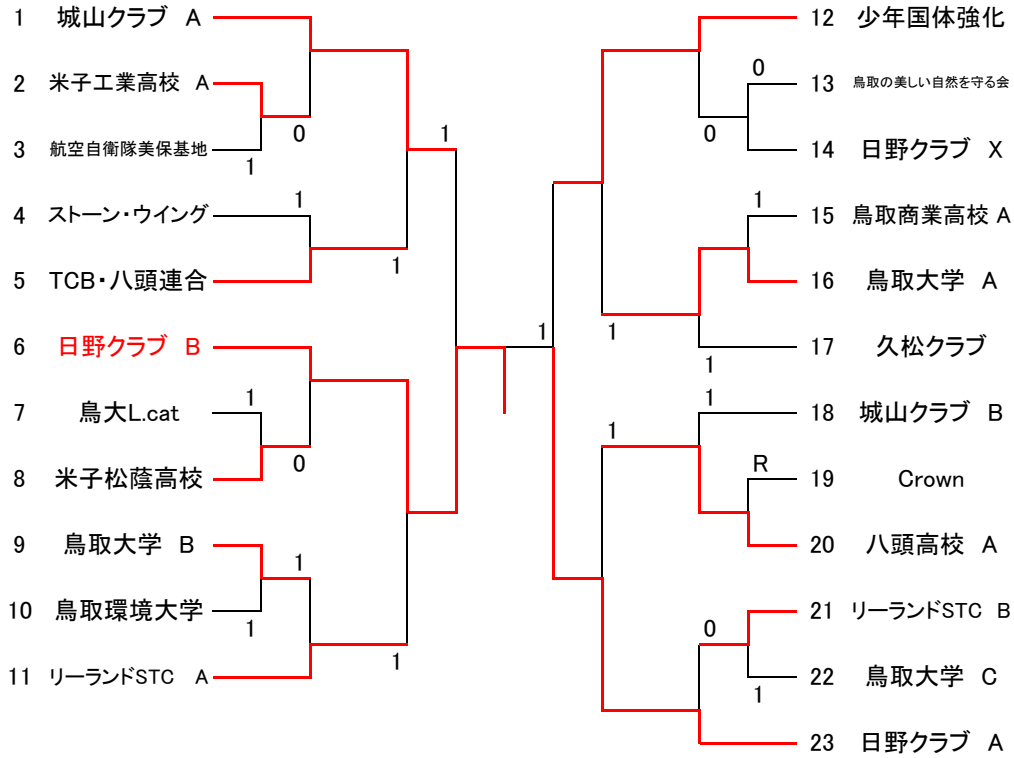 1 城山クラブ A
2 米子工業高校 A
0
3 航空自衛隊美保基地
1
1
4 ストーン・ウイング
1
5 TCB・八頭連合
1
6 日野クラブ B
7 鳥大L.cat
1
8 米子松蔭高校
0
9 鳥取大学 B
1
10 鳥取環境大学
1
11 リーランドSTC A
1
1
12 少年国体強化
0
13 鳥取の美しい自然を守る会
0
14 日野クラブ X
1
15 鳥取商業高校 A
16 鳥取大学 A
1
17 久松クラブ
1
1
18 城山クラブ B
1
R
19 Crown
20 八頭高校 A
21 リーランドSTC B
0
22 鳥取大学 C
1
23 日野クラブ A